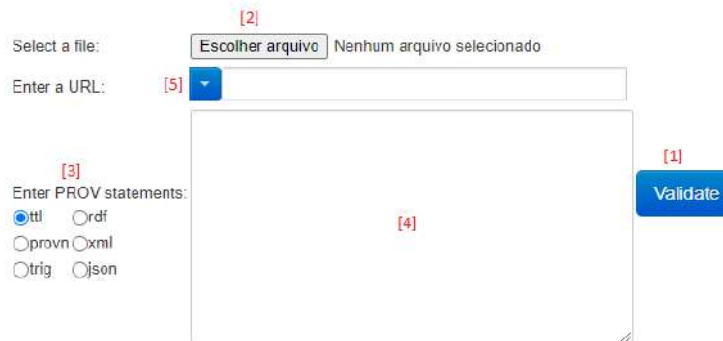 [2]
Select a file: Escolher arquivo Nenhum arquivo selecionado
Enter a URL: [5]
[3]
Enter PROV statements:
ttl rdf
provn xml
trig json
[4]
[1]
Validate